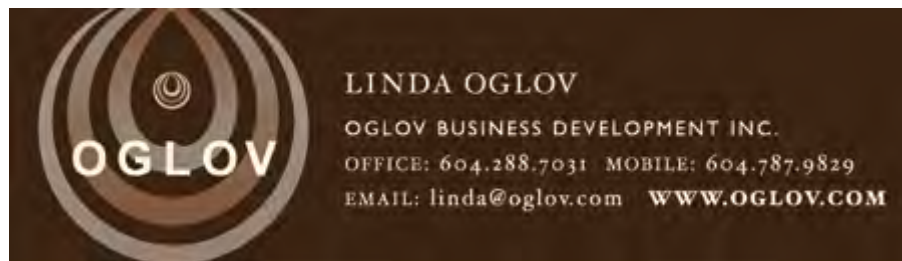 OGLOV
LINDA OGLOV
OGLOV BUSINESS DEVELOPMENT INC.
OFFICE: 604.288.7031 MOBILE: 604.787.9829
EMAIL: linda@oglov.com WWW.OGLOV.COM